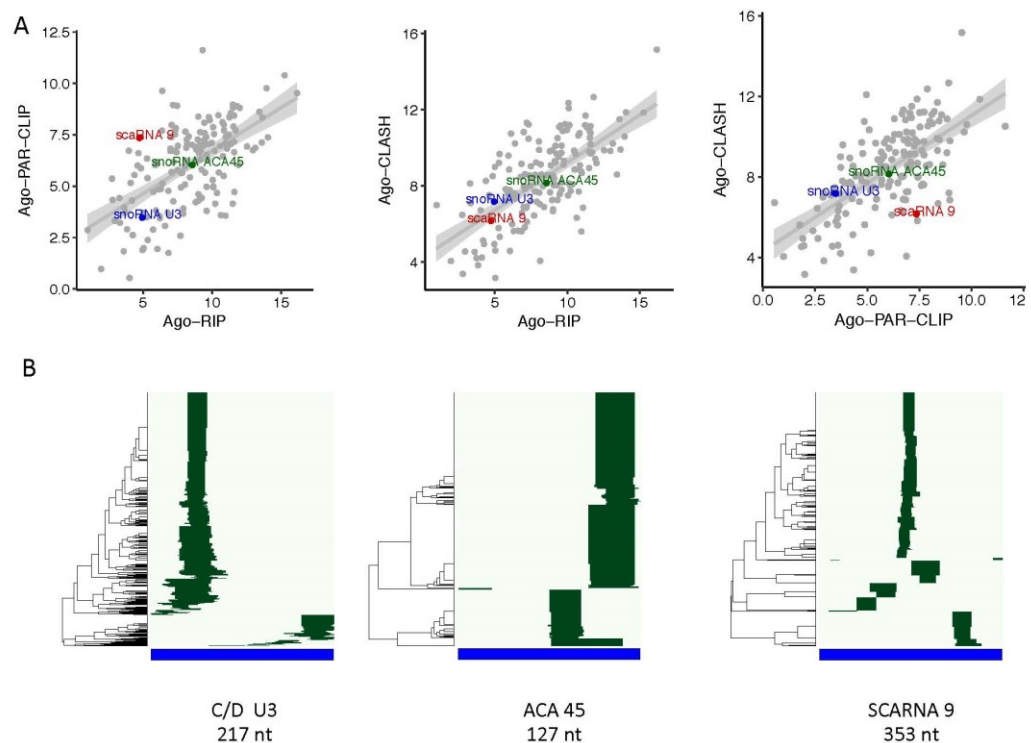 A
12.5
10.0
7.5
5.0
2.5
0.0
Ago-PAR-CLIP
scaRNA 9
snoRNA ACA45
snoRNA U3
5
10
15
Ago-RIP
16
12
8
4
Ago-CLASH
snoRNA ACA45
snoRNA U3
scaRNA 9
5
10
15
Ago-RIP
16
12
8
4
Ago-CLASH
snoRNA ACA45
snoRNA U3
scaRNA 9
0.0
2.5
5.0
7.5
10.0
12
Ago-PAR-CLIP
B
C/D U3
217 nt
ACA 45
127 nt
SCARNA 9
353 nt